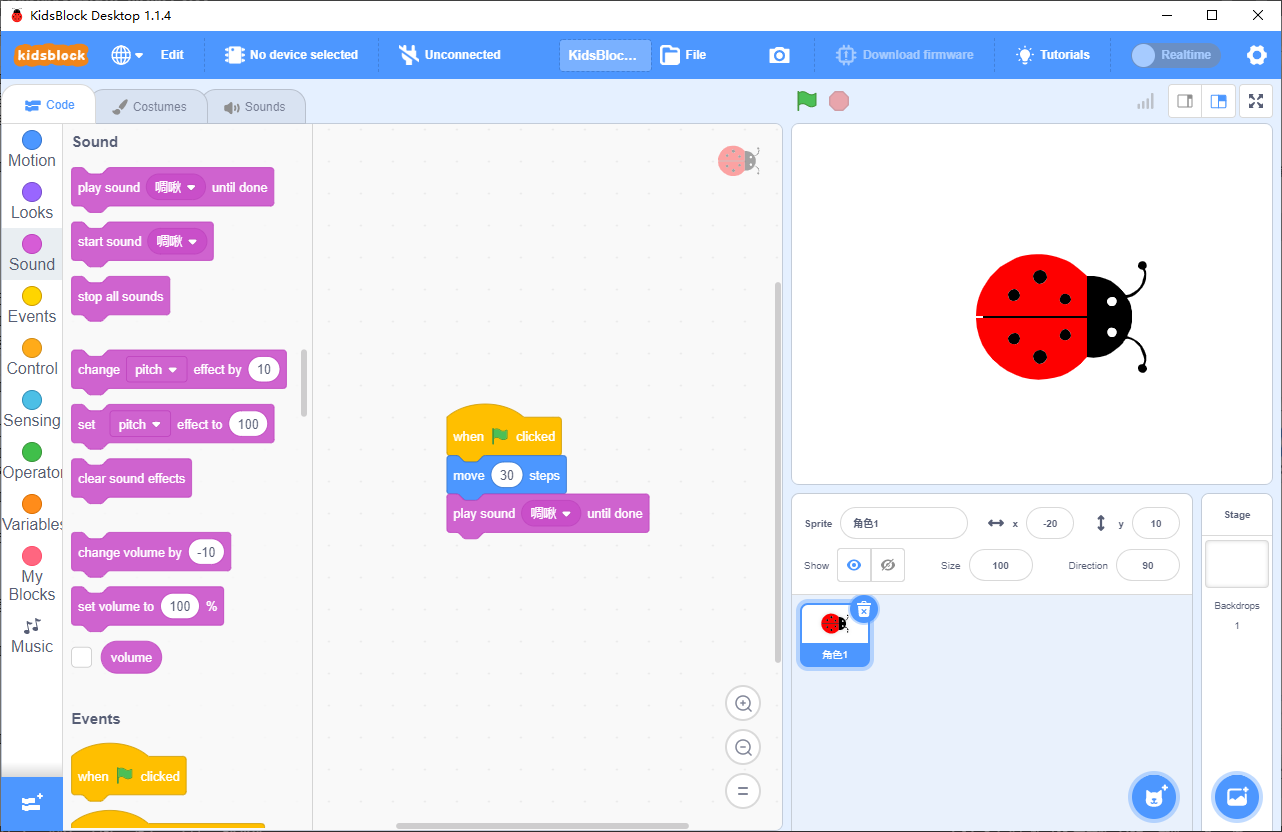 KidsBlock Desktop 1.1.4
kidsblock
Edit
No device selected
Unconnected
KidsBloc...
File
Download firmware
Tutorials
Realtime
Code
Costumes
Sounds
Motion
Looks
Sound
Events
Control
Sensing
Operator
Variables
My
Blocks
Music
Sound
play sound 啁啾 until done
start sound 啁啾
stop all sounds
change pitch effect by 10
set pitch effect to 100
clear sound effects
change volume by -10
set volume to 100 %
volume
Events
when clicked
when clicked
move 30 steps
play sound 啁啾 until done
Sprite 角色1 x -20 y 10
Show Size 100 Direction 90
角色1
Stage
Backdrops
1